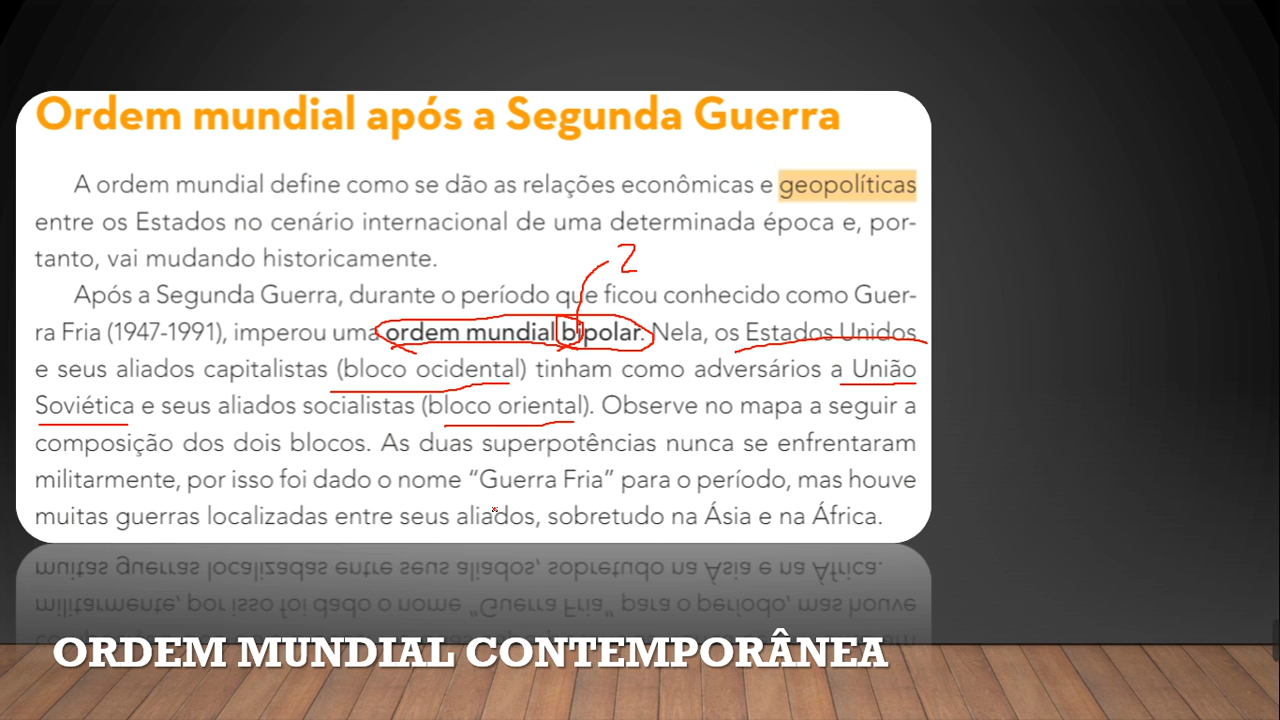 Ordem mundial após a Segunda Guerra
A ordem mundial define como se dão as relações econômicas e geopolíticas
entre os Estados no cenário internacional de uma determinada época e, por-
tanto, vai mudando historicamente.
2
Após a Segunda Guerra, durante o período que ficou conhecido como Guer-
ra Fria (1947-1991), imperou uma ordem mundial bipolar. Nela, os Estados Unidos
e seus aliados capitalistas (bloco ocidental) tinham como adversários a União
Soviética e seus aliados socialistas (bloco oriental). Observe no mapa a seguir a
composição dos dois blocos. As duas superpotências nunca se enfrentaram
militarmente, por isso foi dado o nome “Guerra Fria” para o período, mas houve
muitas guerras localizadas entre seus aliados, sobretudo na Ásia e na África.
ORDEM MUNDIAL CONTEMPORÂNEA